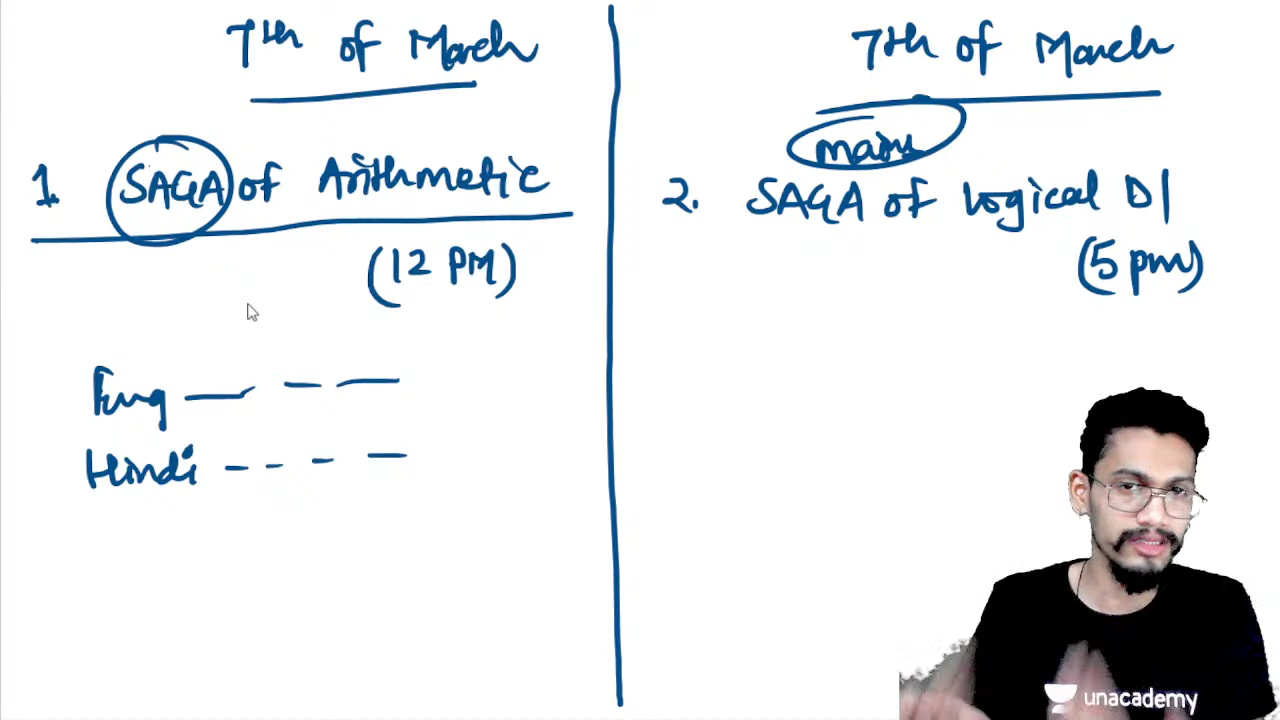 7th of March
1. SAGA of Arithmetic
(12 PM)
Eng
Hindi
7th of March
mains
2. SAGA of Logical DI
(5 pm)
unacademy